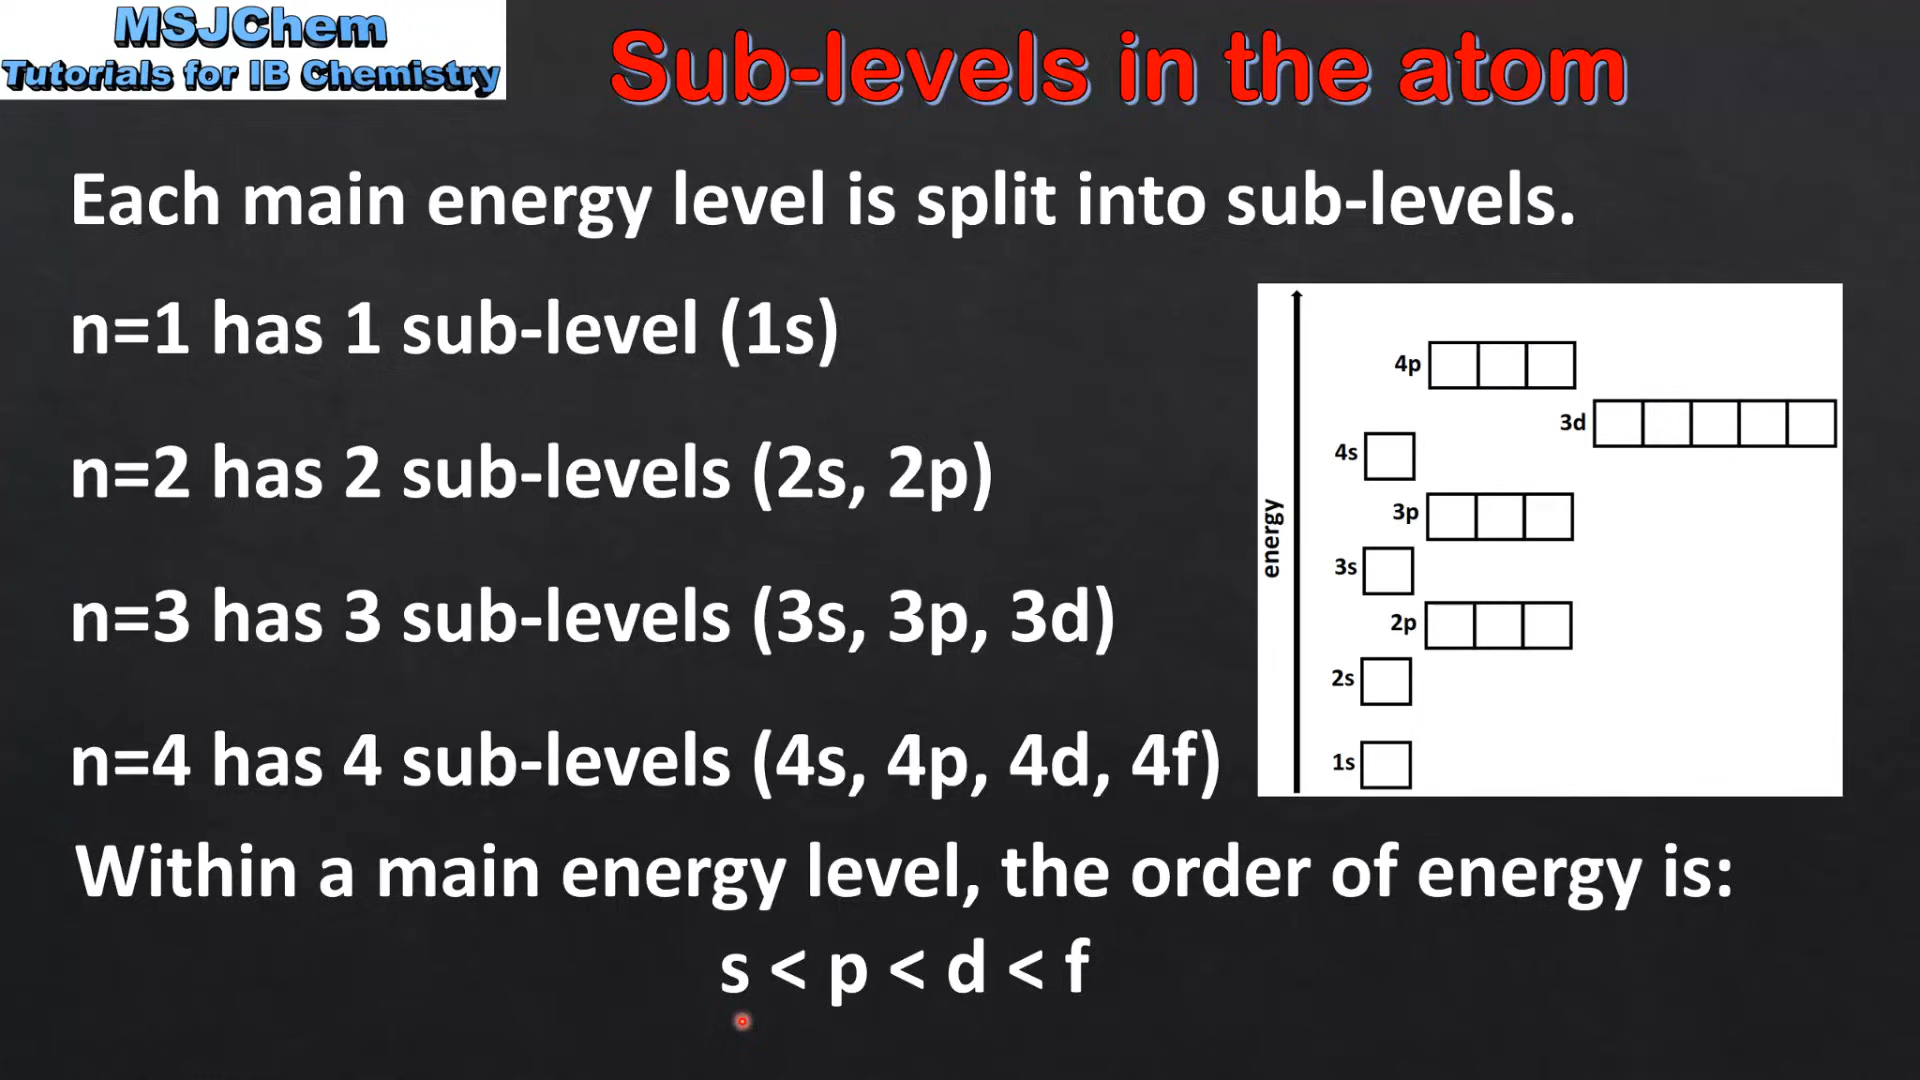 MSJChem
Tutorials for IB Chemistry
Sub-levels in the atom
Each main energy level is split into sub-levels.
n=1 has 1 sub-level (1s)
n=2 has 2 sub-levels (2s, 2p)
n=3 has 3 sub-levels (3s, 3p, 3d)
n=4 has 4 sub-levels (4s, 4p, 4d, 4f)
energy
4p
3d
4s
3p
3s
2p
2s
1s
Within a main energy level, the order of energy is:
s < p < d < f